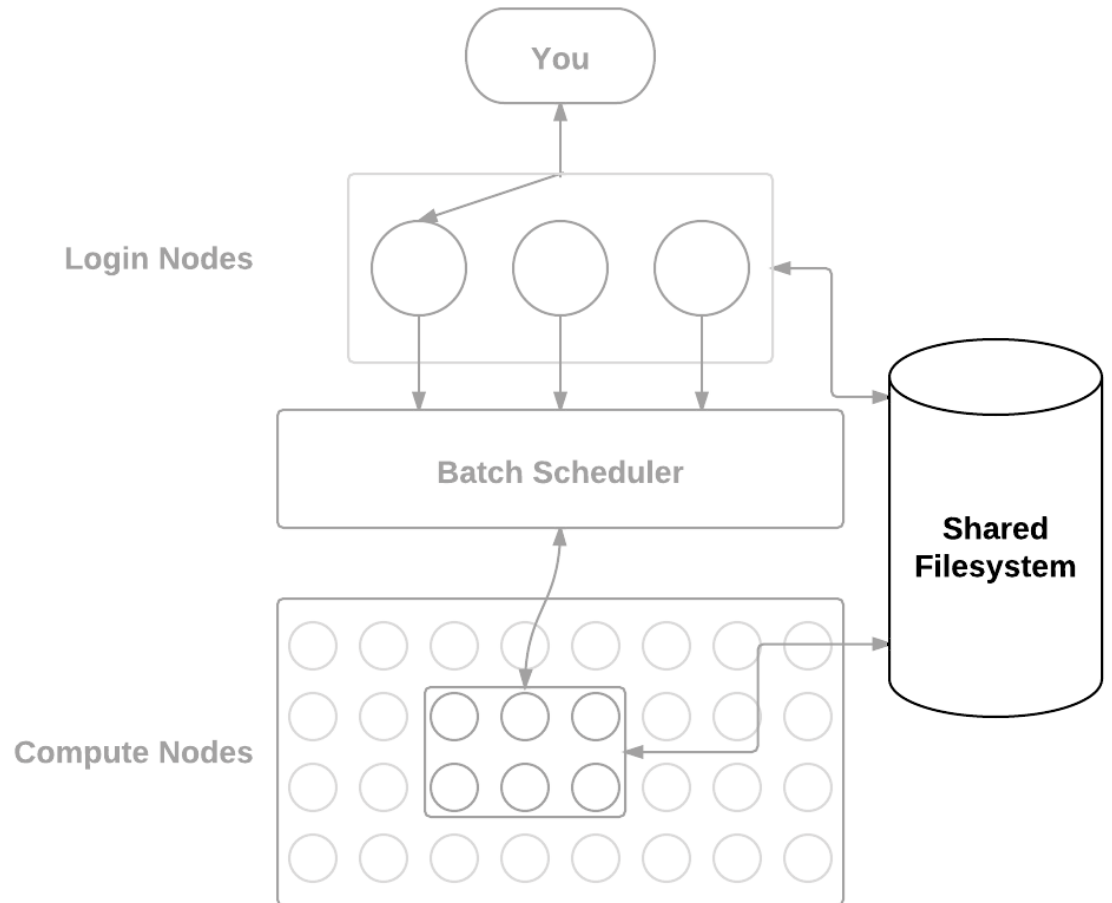 You
Login Nodes
Batch Scheduler
Shared
Filesystem
Compute Nodes